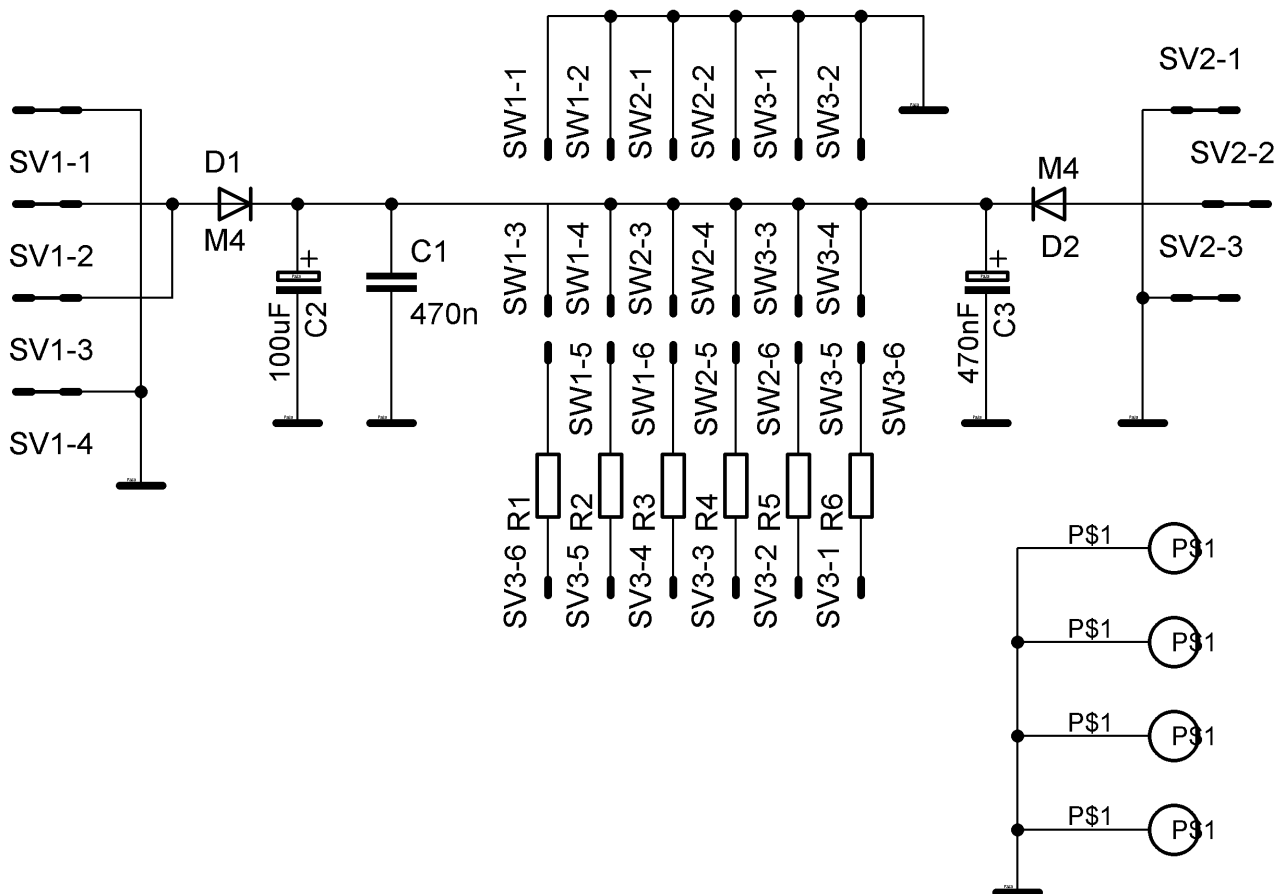 SW1-1
SW1-2
SW2-1
SW2-2
SW3-1
SW3-2
SV2-1
SV2-2
SV2-3
SV1-1
SV1-2
SV1-3
SV1-4
D1
M4
M4
D2
+
100uF
C2
C1
470n
SW1-3
SW1-4
SW2-3
SW2-4
SW3-3
SW3-4
+
470nF
C3
SW1-5
SW1-6
SW2-5
SW2-6
SW3-5
SW3-6
R1
R2
R3
R4
R5
R6
SV3-6
SV3-5
SV3-4
SV3-3
SV3-2
SV3-1
P$1 P$1
P$1 P$1
P$1 P$1
P$1 P$1